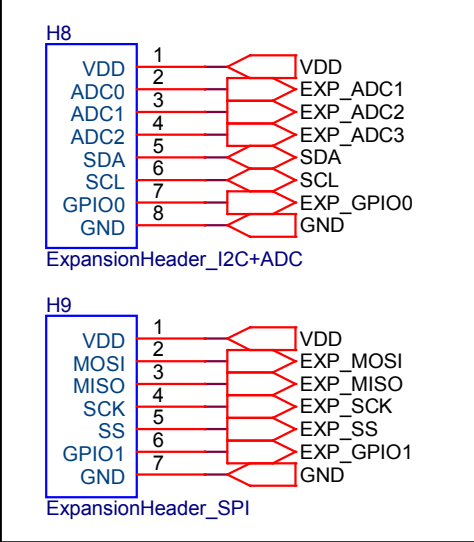 H8
VDD 1 VDD
ADC0 2 EXP_ADC1
ADC1 3 EXP_ADC2
ADC2 4 EXP_ADC3
SDA 5 SDA
SCL 6 SCL
GPIO0 7 EXP_GPIO0
GND 8 GND
ExpansionHeader_I2C+ADC
H9
VDD 1 VDD
MOSI 2 EXP_MOSI
MISO 3 EXP_MISO
SCK 4 EXP_SCK
SS 5 EXP_SS
GPIO1 6 EXP_GPIO1
GND 7 GND
ExpansionHeader_SPI